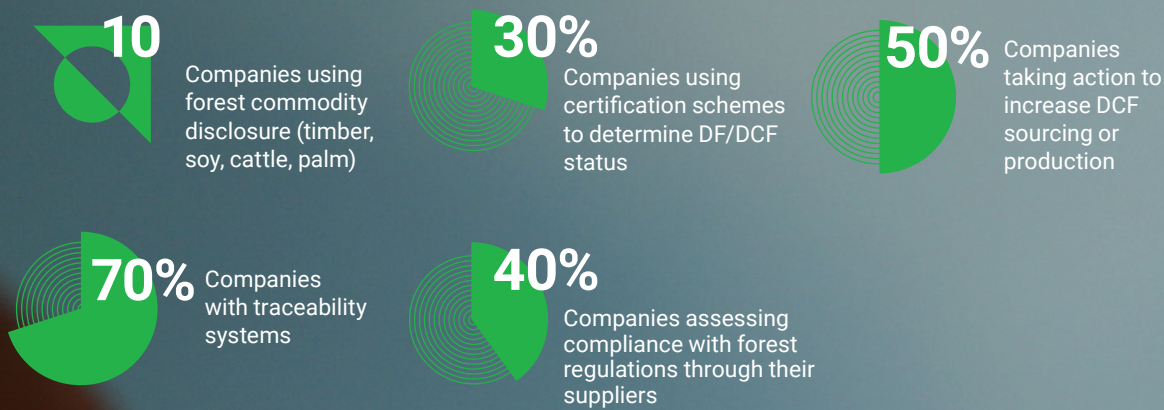 10
Companies using
forest commodity
disclosure (timber,
soy, cattle, palm)
30%
Companies using
certification schemes
to determine DF/DCF
status
50%
Companies
taking action to
increase DCF
sourcing or
production
70%
Companies
with traceability
systems
40%
Companies assessing
compliance with forest
regulations through their
suppliers